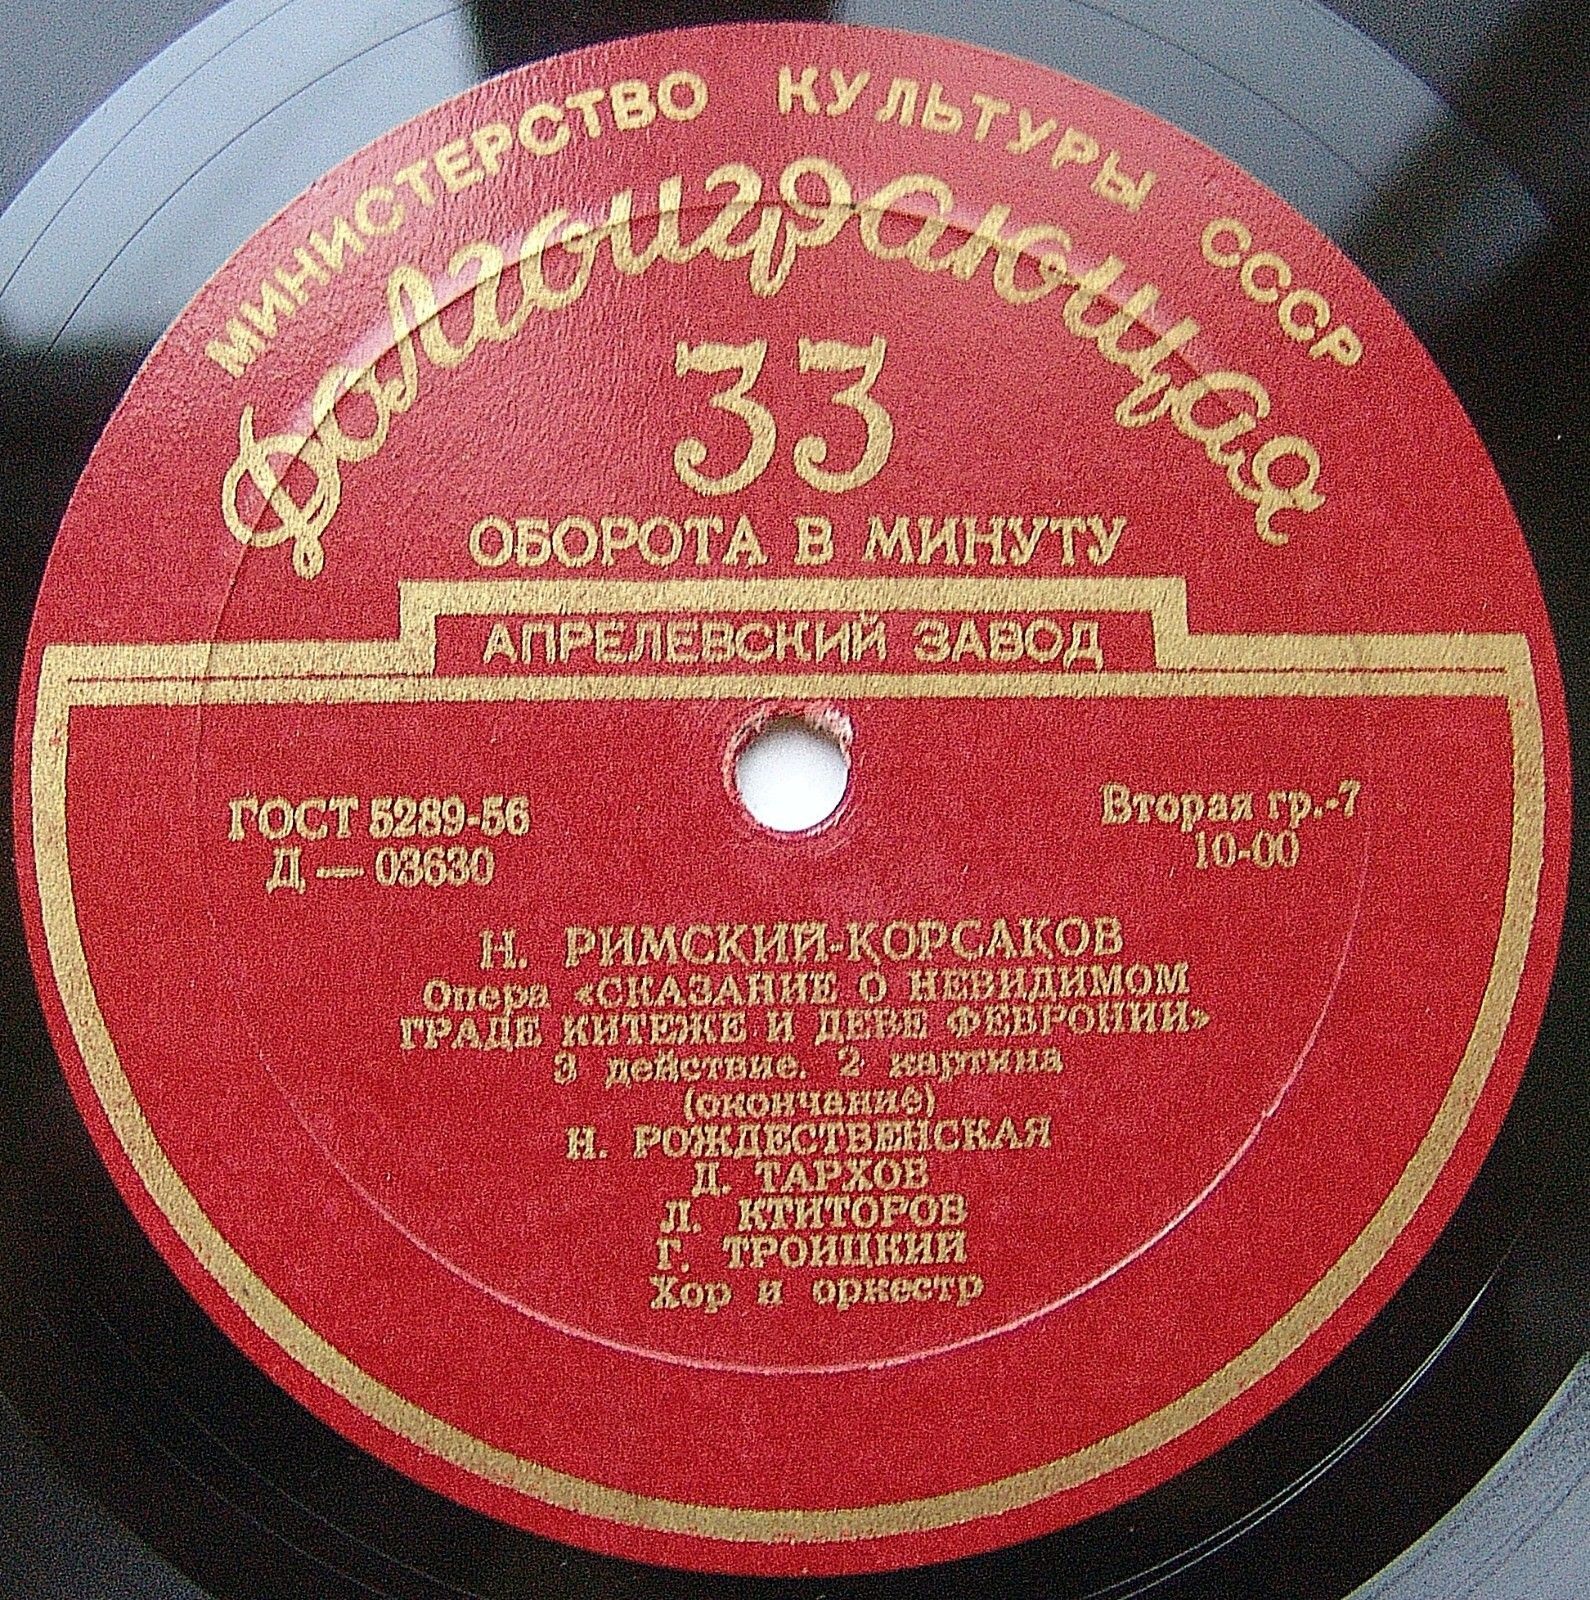 МИНИСТЕРСТВО КУЛЬТУРЫ СССР
Долгоиграющая
33
ОБОРОТА В МИНУТУ
АПРЕЛЕВСКИЙ ЗАВОД
ГОСТ 5289-56
Д — 03630
Вторая гр.-7
10-00
Н. РИМСКИЙ-КОРСАКОВ
Опера «СКАЗАНИЕ О НЕВИДИМОМ
ГРАДЕ КИТЕЖЕ И ДЕВЕ ФЕВРОНИИ»
3 действие. 2 картина
(окончание)
Н. РОЖДЕСТВЕНСКАЯ
Д. ТАРХОВ
Л. КТИТОРОВ
Г. ТРОИЦКИЙ
Хор и оркестр